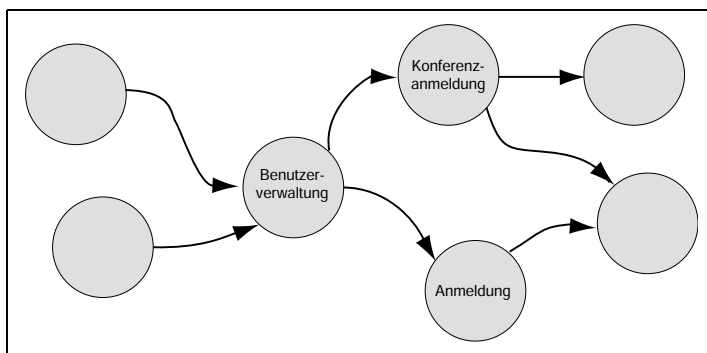 Konferenz-
anmeldung
Benutzer-
verwaltung
Anmeldung